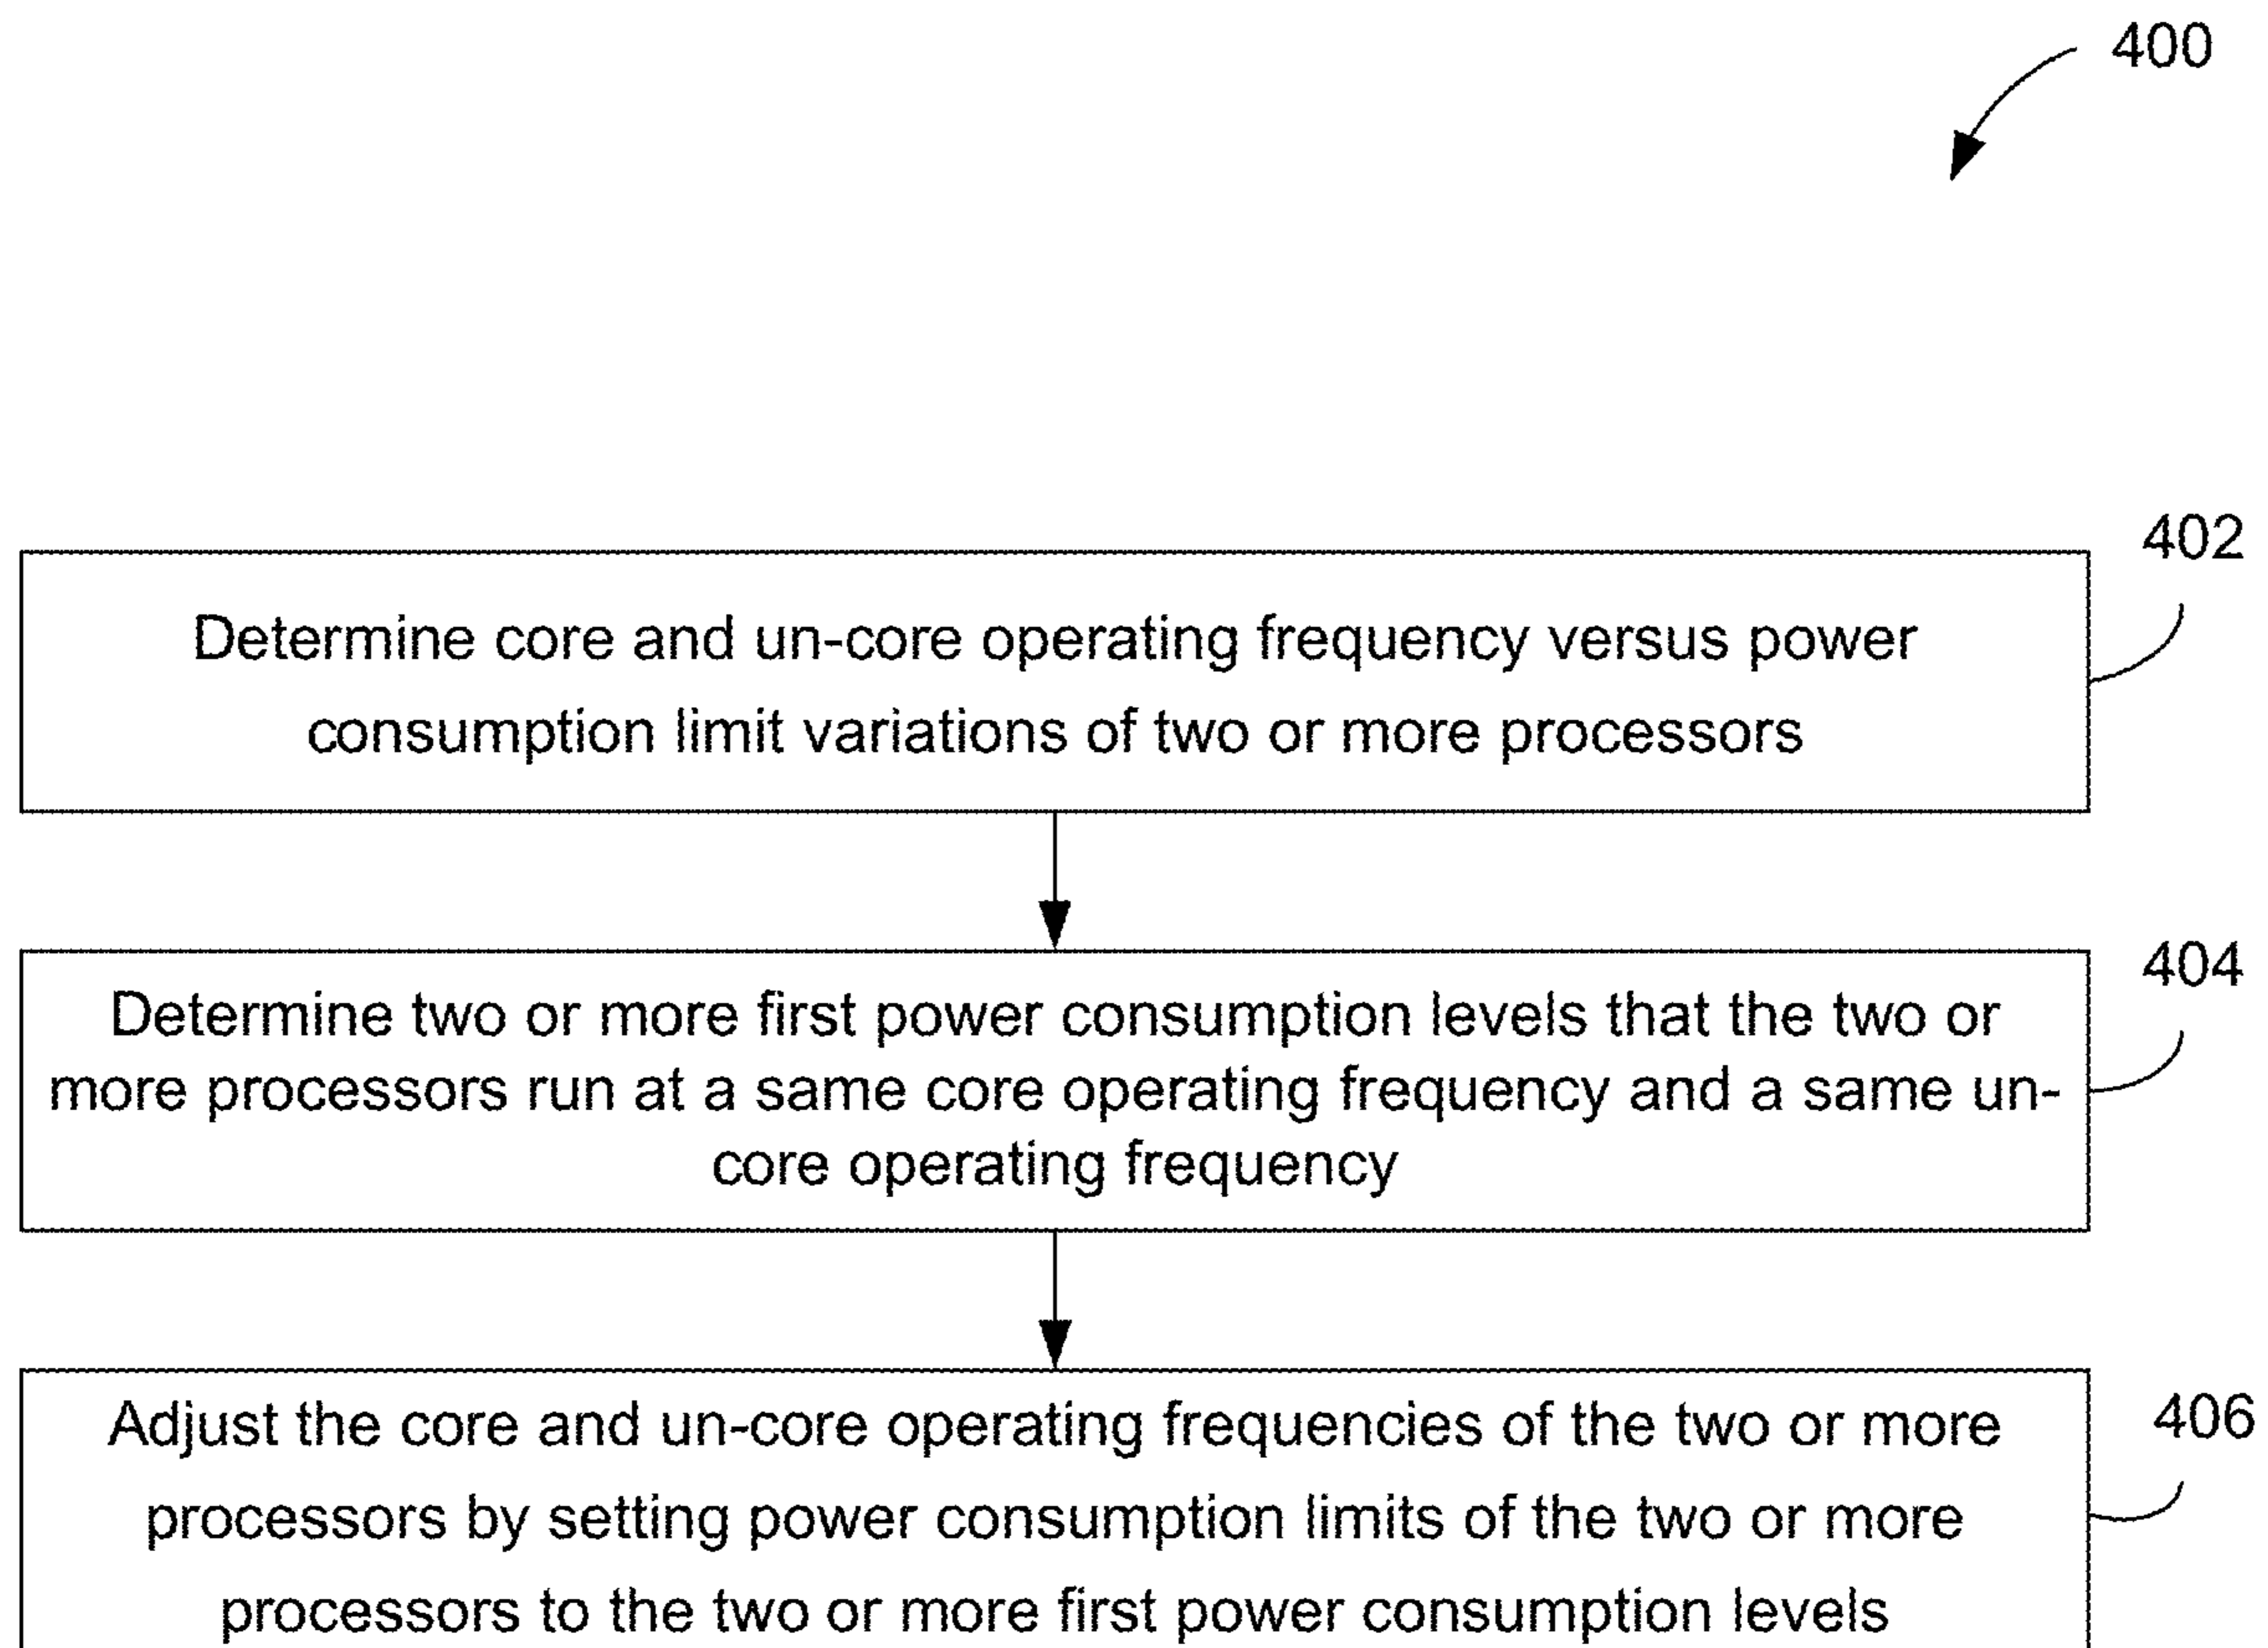 400
402
Determine core and un-core operating frequency versus power
consumption limit variations of two or more processors
404
Determine two or more first power consumption levels that the two or
more processors run at a same core operating frequency and a same un-
core operating frequency
406
Adjust the core and un-core operating frequencies of the two or more
processors by setting power consumption limits of the two or more
processors to the two or more first power consumption levels